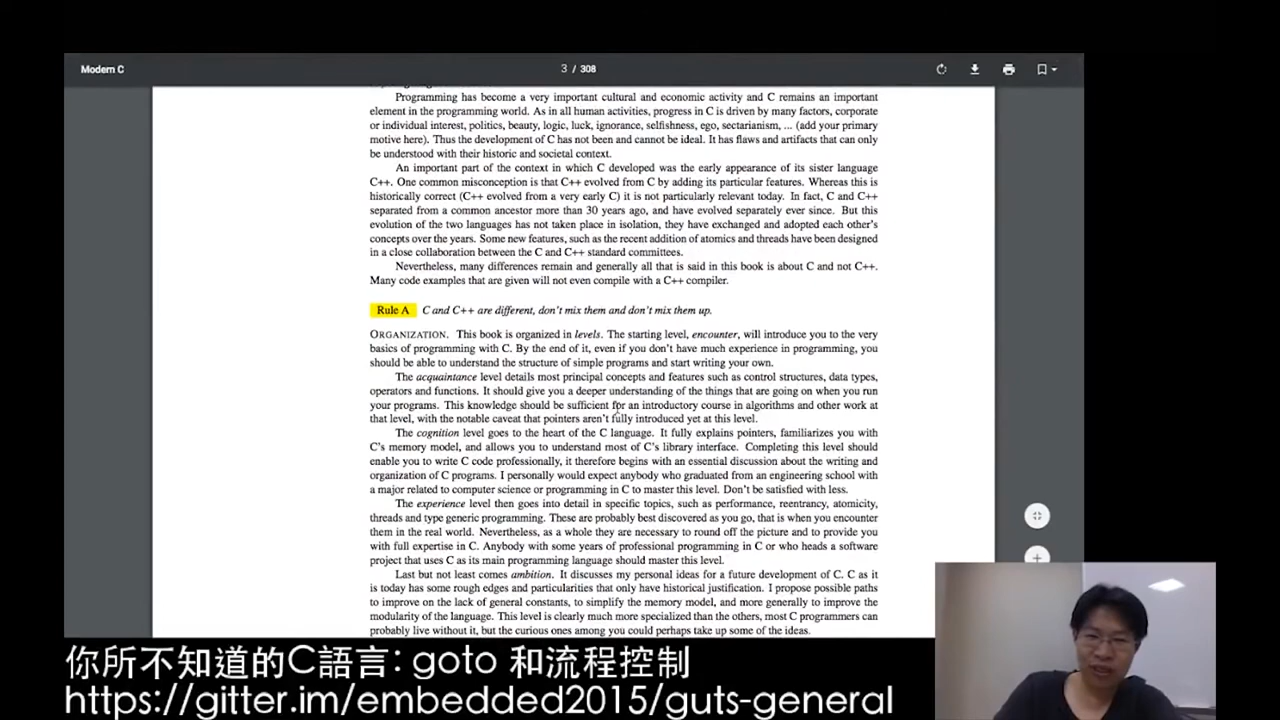 Modern C
3 / 308
Programming has become a very important cultural and economic activity and C remains an important
element in the programming world. As in all human activities, progress in C is driven by many factors, corporate
or individual interest, politics, beauty, logic, luck, ignorance, selfishness, ego, sectarianism, ... (add your primary
motive here). Thus the development of C has not been and cannot be ideal. It has flaws and artifacts that can only
be understood with their historic and societal context.
An important part of the context in which C developed was the early appearance of its sister language
C++. One common misconception is that C++ evolved from C by adding its particular features. Whereas this is
historically correct (C++ evolved from a very early C) it is not particularly relevant today. In fact, C and C++
separated from a common ancestor more than 30 years ago, and have evolved separately ever since. But this
evolution of the two languages has not taken place in isolation, they have exchanged and adopted each other's
concepts over the years. Some new features, such as the recent addition of atomics and threads have been designed
in a close collaboration between the C and C++ standard committees.
Nevertheless, many differences remain and generally all that is said in this book is about C and not C++.
Many code examples that are given will not even compile with a C++ compiler.
Rule A C and C++ are different, don't mix them and don't mix them up.
ORGANIZATION. This book is organized in levels. The starting level, encounter, will introduce you to the very
basics of programming with C. By the end of it, even if you don't have much experience in programming, you
should be able to understand the structure of simple programs and start writing your own.
The acquaintance level details most principal concepts and features such as control structures, data types,
operators and functions. It should give you a deeper understanding of the things that are going on when you run
your programs. This knowledge should be sufficient for an introductory course in algorithms and other work at
that level, with the notable caveat that pointers aren't fully introduced yet at this level.
The cognition level goes to the heart of the C language. It fully explains pointers, familiarizes you with
C's memory model, and allows you to understand most of C's library interface. Completing this level should
enable you to write C code professionally, it therefore begins with an essential discussion about the writing and
organization of C programs. I personally would expect anybody who graduated from an engineering school with
a major related to computer science or programming in C to master this level. Don't be satisfied with less.
The experience level then goes into detail in specific topics, such as performance, reentrancy, atomicity,
threads and type generic programming. These are probably best discovered as you go, that is when you encounter
them in the real world. Nevertheless, as a whole they are necessary to round off the picture and to provide you
with full expertise in C. Anybody with some years of professional programming in C or who heads a software
project that uses C as its main programming language should master this level.
Last but not least comes ambition. It discusses my personal ideas for a future development of C. C as it
is today has some rough edges and particularities that only have historical justification. I propose possible paths
to improve on the lack of general constants, to simplify the memory model, and more generally to improve the
modularity of the language. This level is clearly much more specialized than the others, most C programmers can
probably live without it, but the curious ones among you could perhaps take up some of the ideas.
你所不知道的C語言: goto 和流程控制
https://gitter.im/embedded2015/guts-general